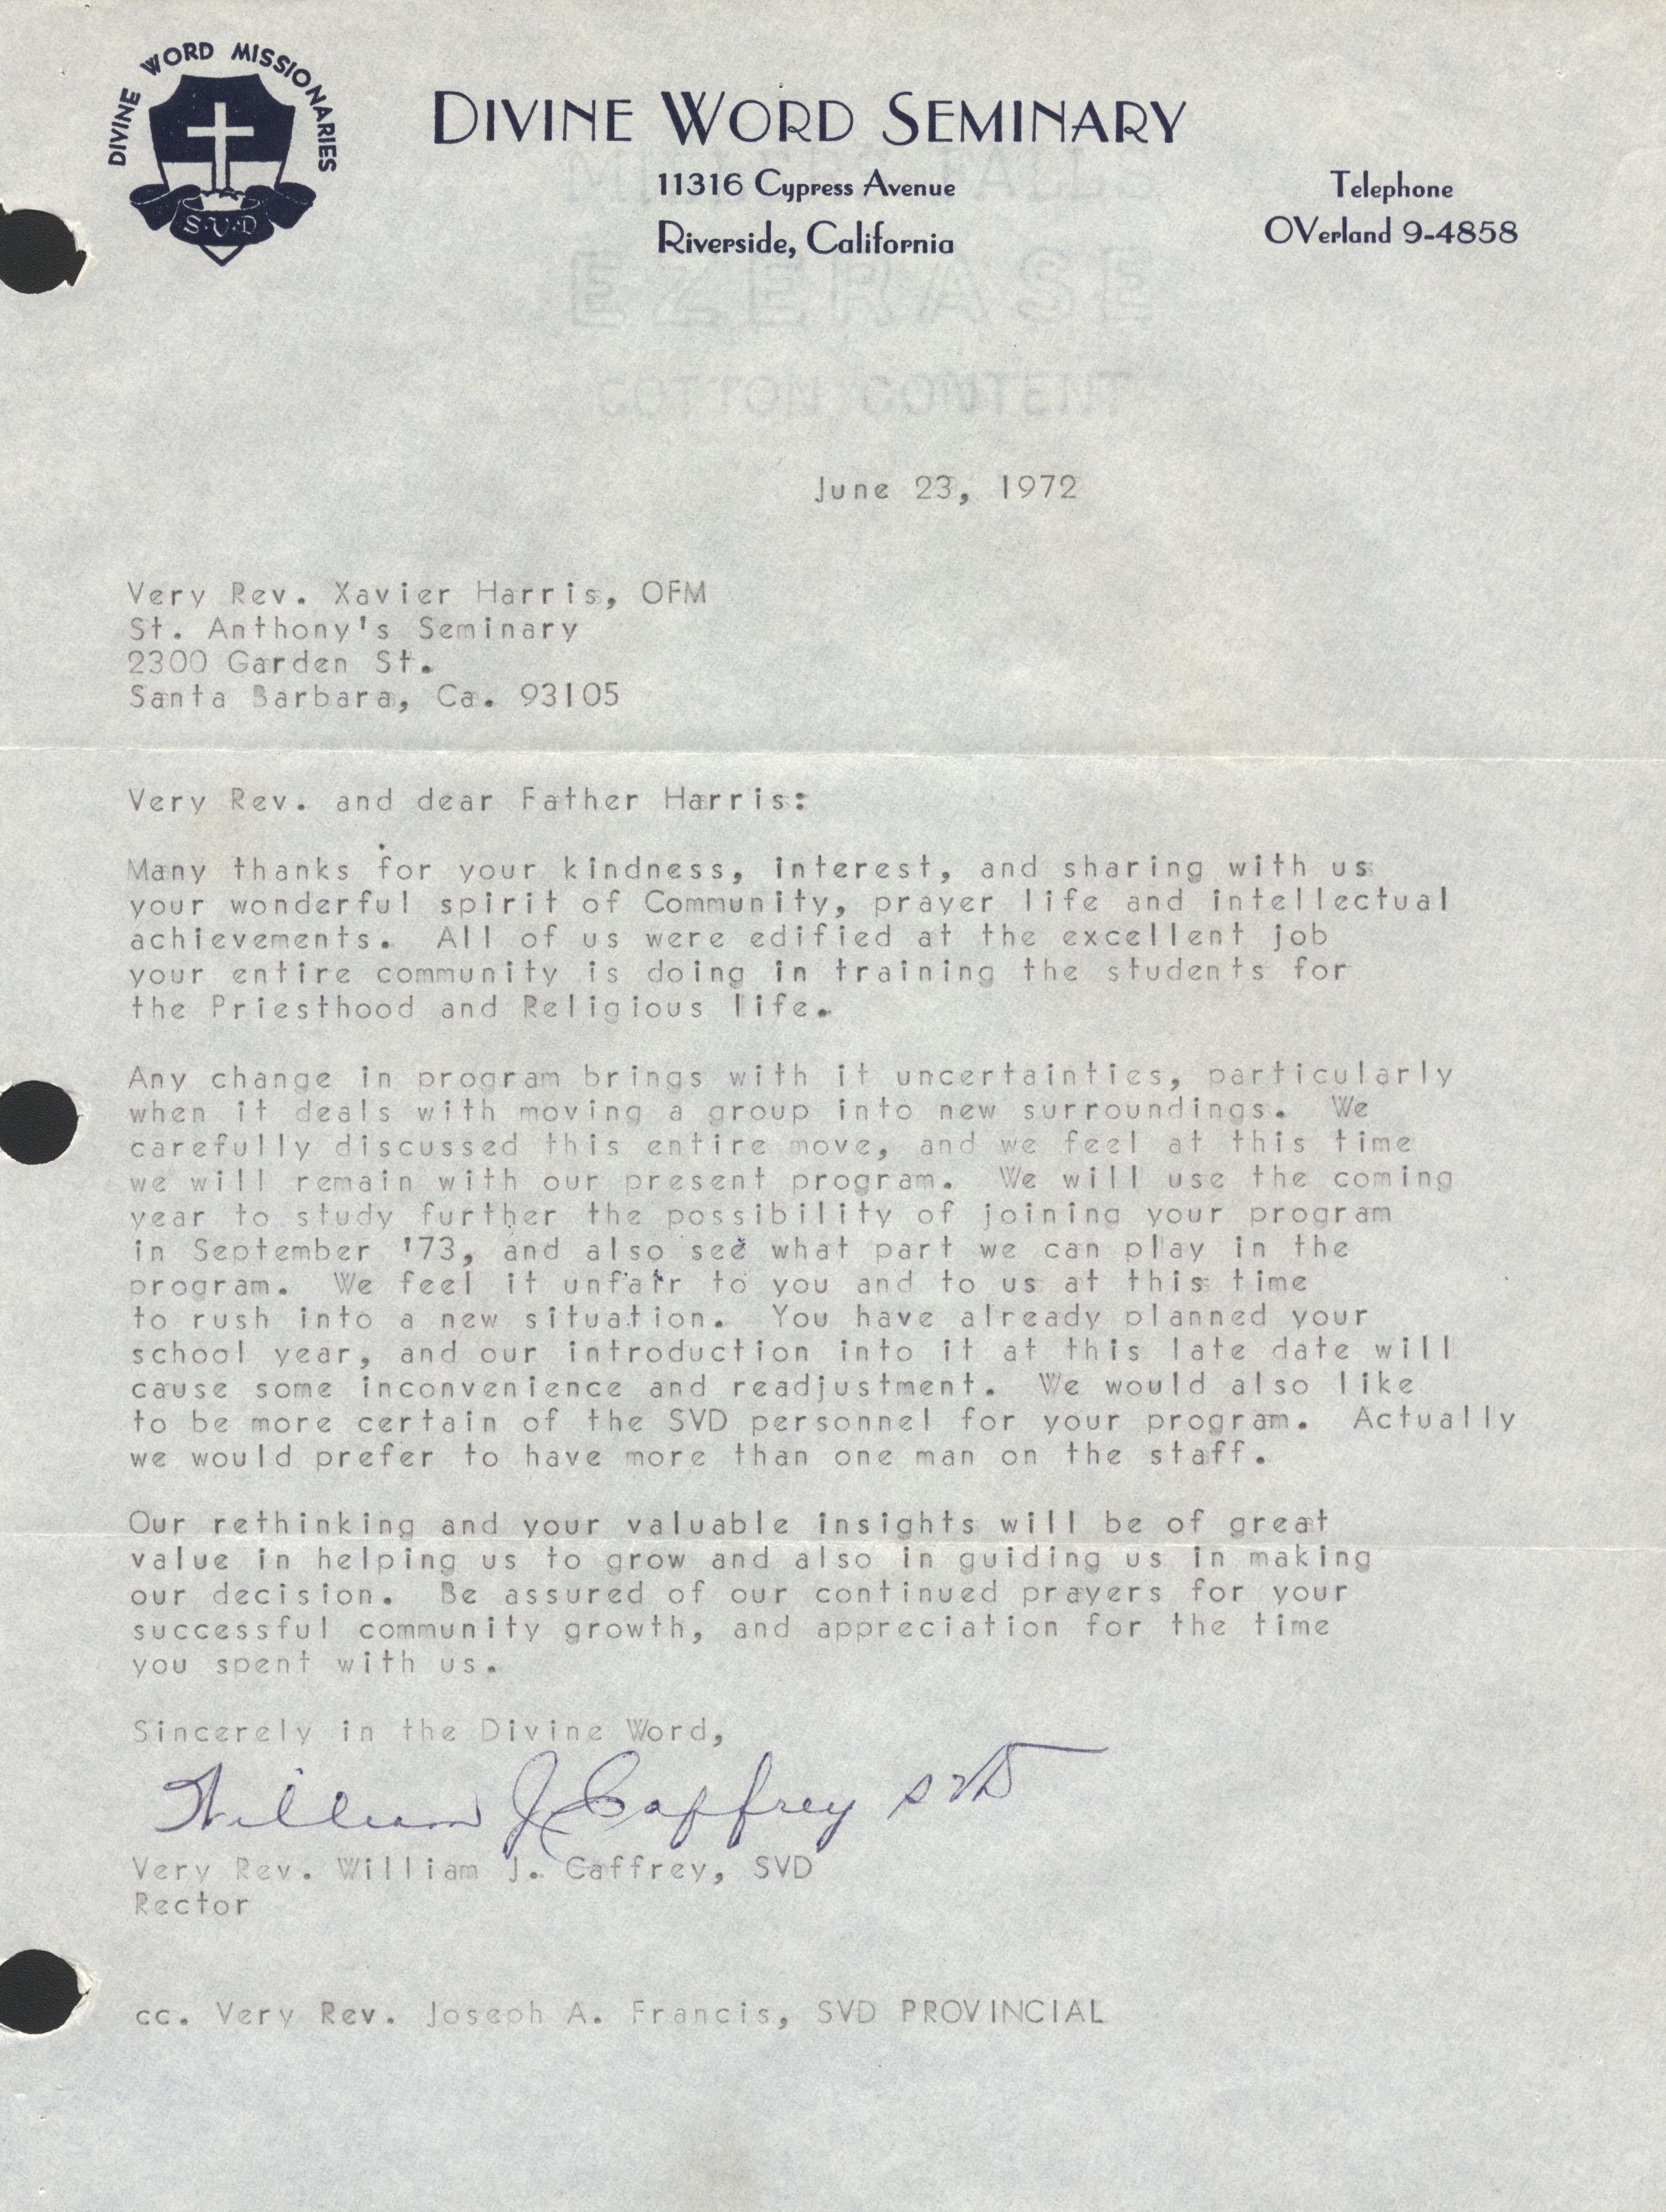 DIVINE WORD MISSIONARIES
S.V.D
DIVINE WORD SEMINARY
11316 Cypress Avenue
Riverside, California
Telephone
OVerland 9-4858
EZERASE
COTTON CONTENT
June 23, 1972
Very Rev. Xavier Harris, OFM
St. Anthony's Seminary
2300 Garden St.
Santa Barbara, Ca. 93105
Very Rev. and dear Father Harris:
Many thanks for your kindness, interest, and sharing with us
your wonderful spirit of Community, prayer life and intellectual
achievements. All of us were edified at the excellent job
your entire community is doing in training the students for
the Priesthood and Religious life.
Any change in program brings with it uncertainties, particularly
when it deals with moving a group into new surroundings. We
carefully discussed this entire move, and we feel at this time
we will remain with our present program. We will use the coming
year to study further the possibility of joining your program
in September '73, and also see what part we can play in the
program. We feel it unfair to you and to us at this time
to rush into a new situation. You have already planned your
school year, and our introduction into it at this late date will
cause some inconvenience and readjustment. We would also like
to be more certain of the SVD personnel for your program. Actually
we would prefer to have more than one man on the staff.
Our rethinking and your valuable insights will be of great
value in helping us to grow and also in guiding us in making
our decision. Be assured of our continued prayers for your
successful community growth, and appreciation for the time
you spent with us.
Sincerely in the Divine Word,
William J Caffrey SVD
Very Rev. William J. Caffrey, SVD
Rector
cc. Very Rev. Joseph A. Francis, SVD PROVINCIAL